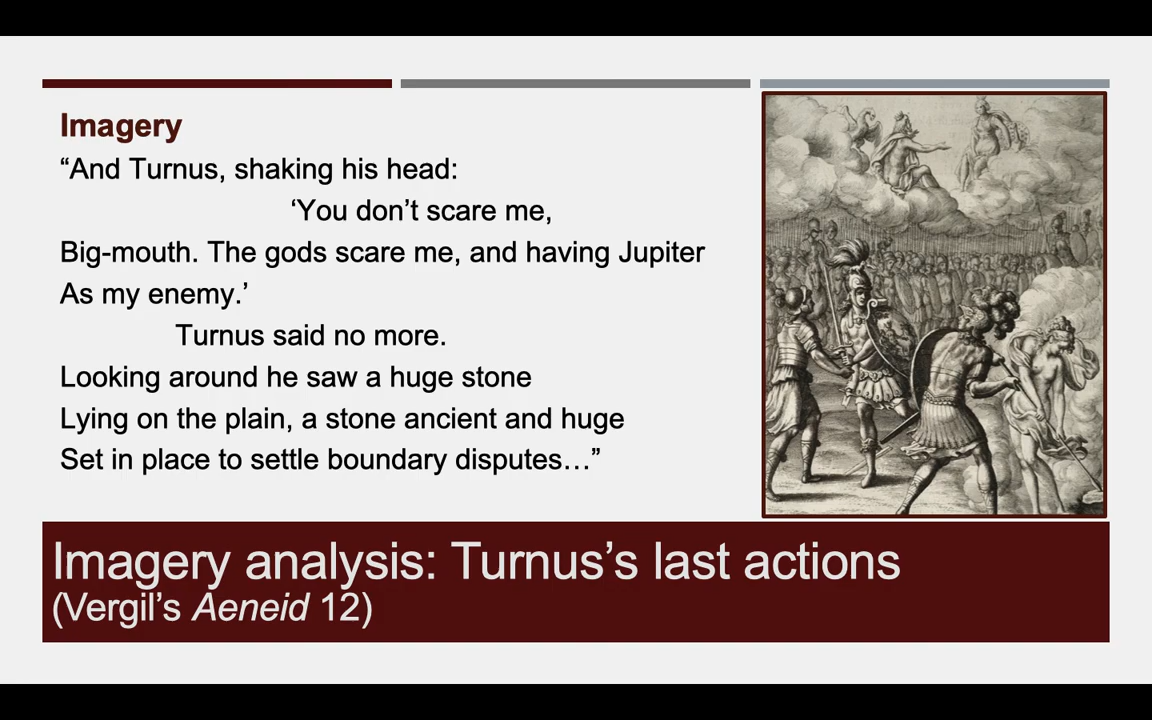 Imagery
“And Turnus, shaking his head:
‘You don’t scare me,
Big-mouth. The gods scare me, and having Jupiter
As my enemy.’
Turnus said no more.
Looking around he saw a huge stone
Lying on the plain, a stone ancient and huge
Set in place to settle boundary disputes…”
Imagery analysis: Turnus’s last actions
(Vergil’s Aeneid 12)